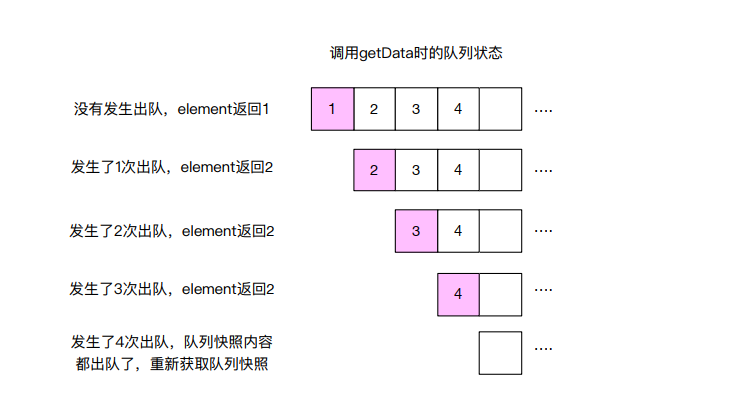 调用getData时的队列状态
没有发生出队，element返回1
1 2 3 4 ....
发生了1次出队，element返回2
2 3 4 ....
发生了2次出队，element返回2
3 4 ....
发生了3次出队，element返回2
4 ....
发生了4次出队，队列快照内容
都出队了，重新获取队列快照
....